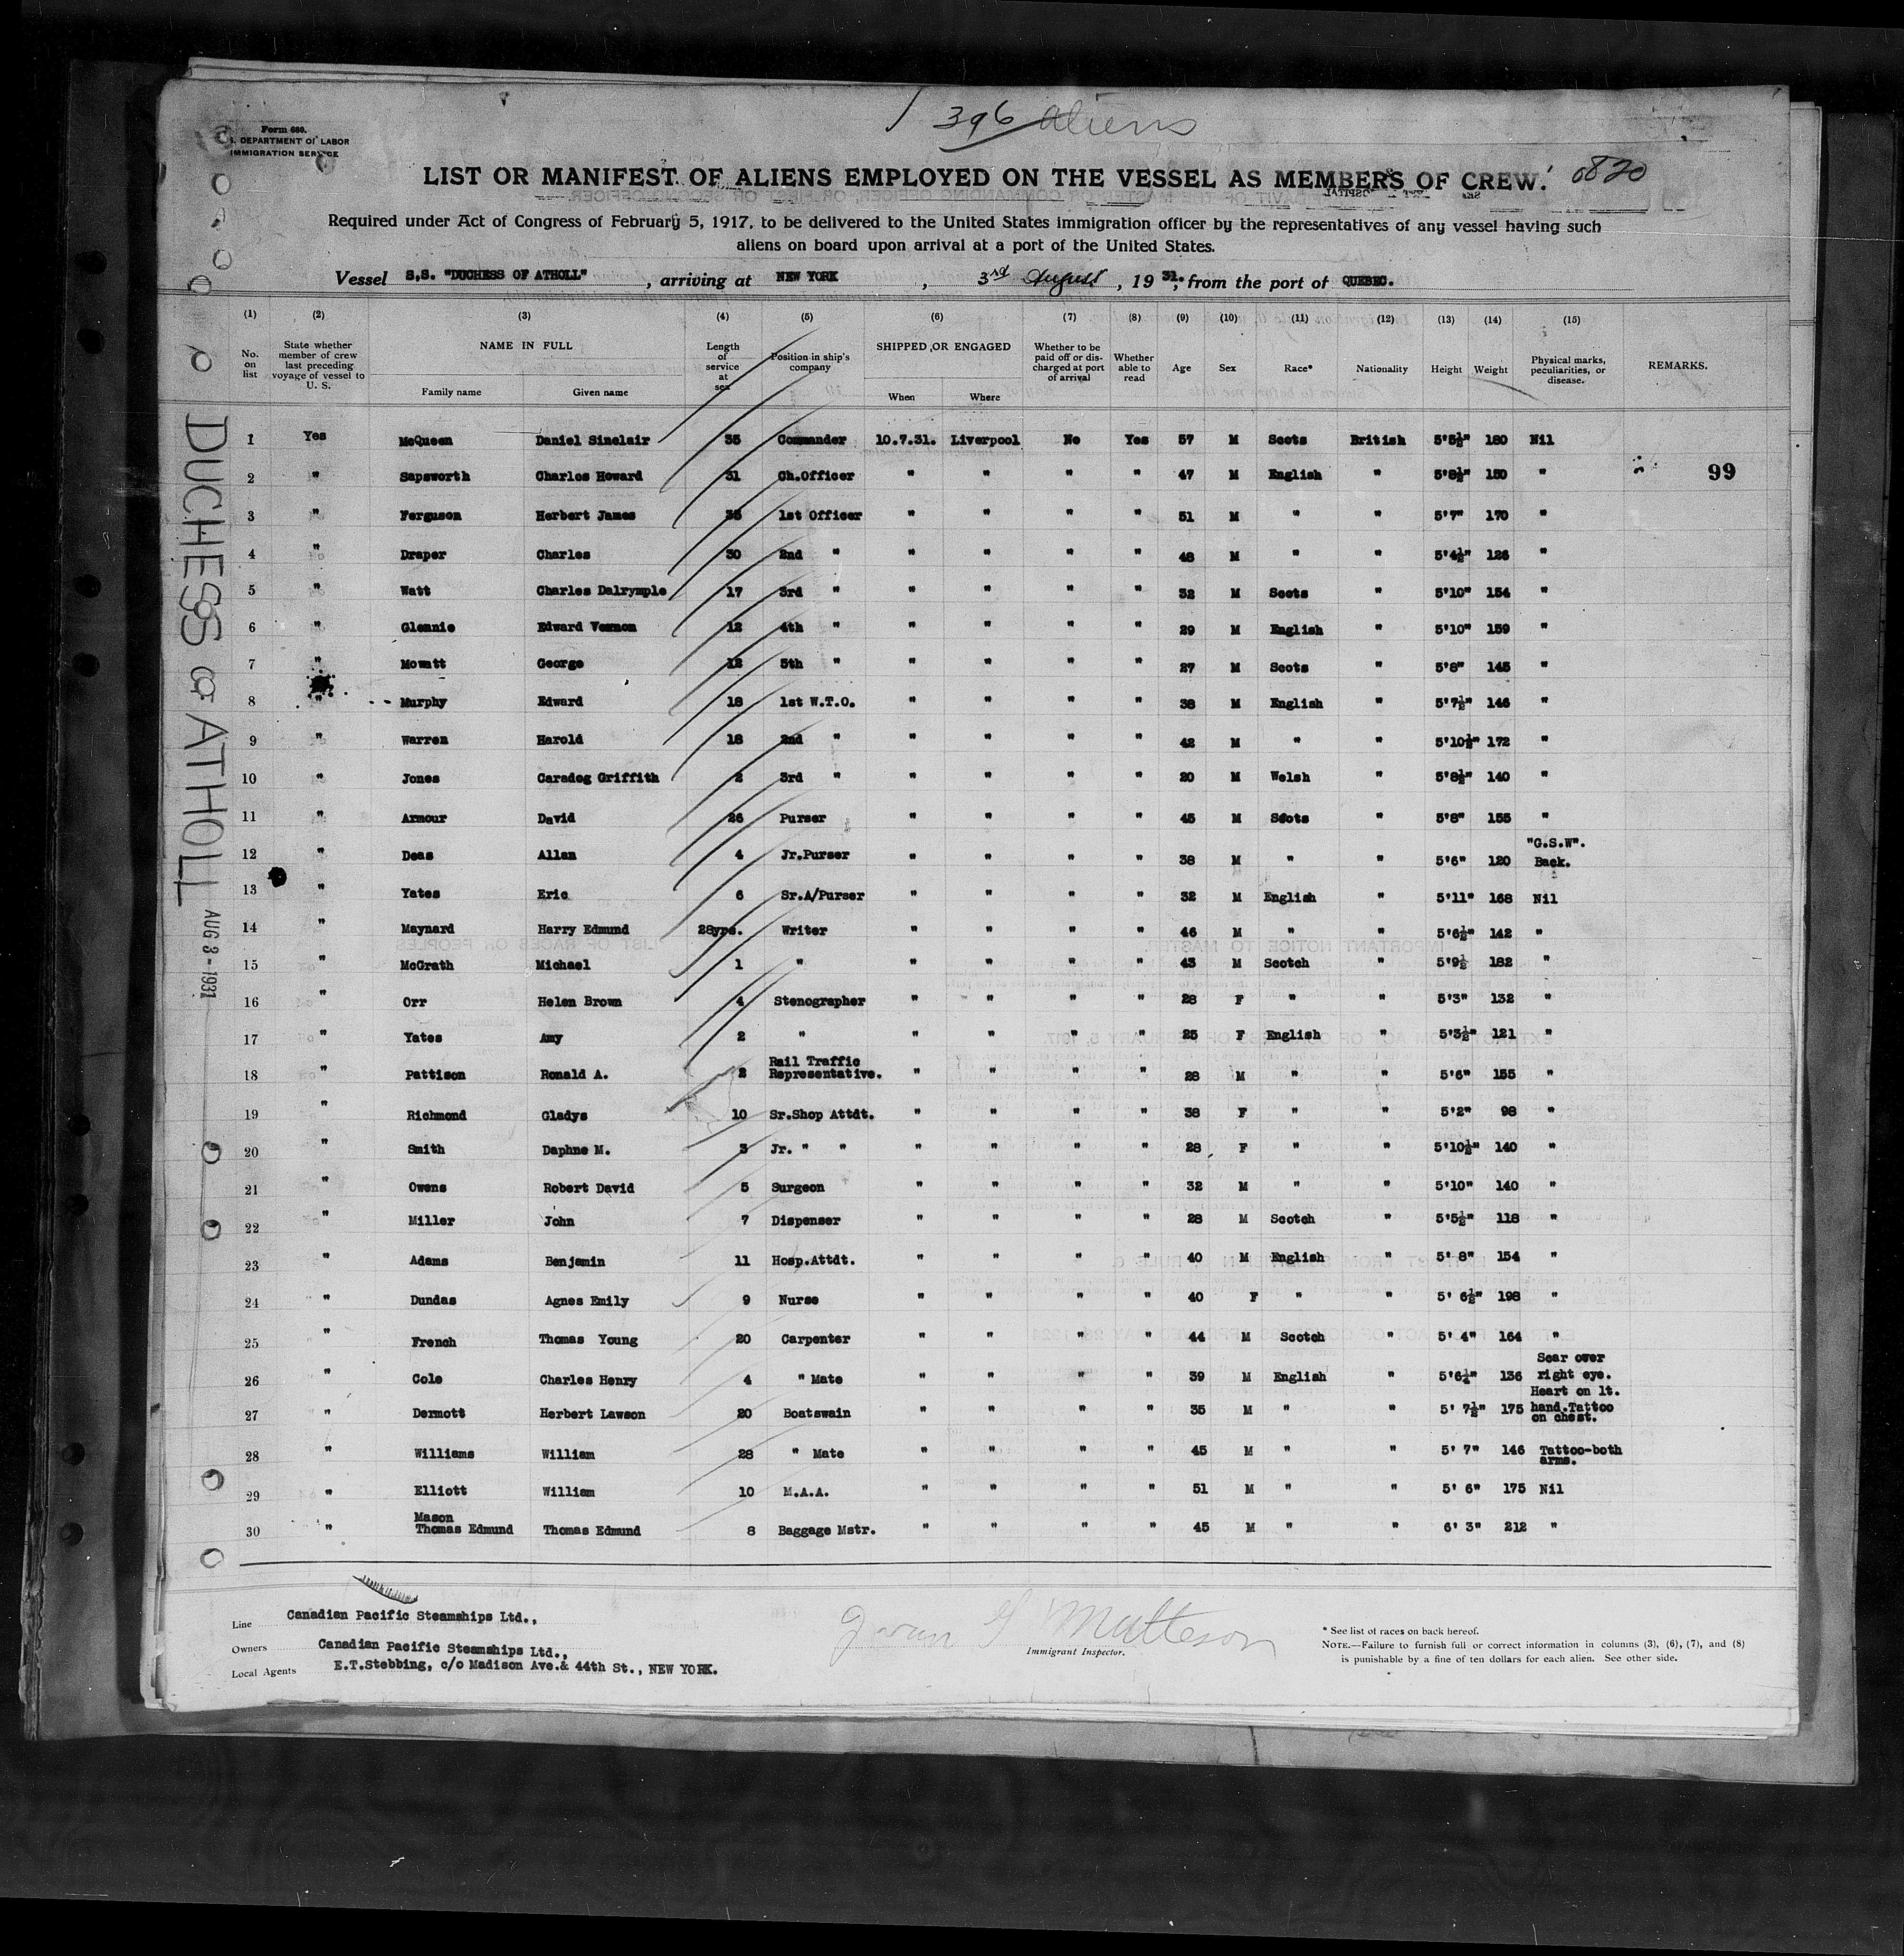 1 396 Aliens
Form 680.
DEPARTMENT OF LABOR
IMMIGRATION SERVICE
LIST OR MANIFEST OF ALIENS EMPLOYED ON THE VESSEL AS MEMBERS OF CREW. 0820
Required under Act of Congress of February 5, 1917, to be delivered to the United States immigration officer by the representatives of any vessel having such
aliens on board upon arrival at a port of the United States.
Vessel S.S. "DUCHESS OF ATHOLL", arriving at NEW YORK, 3rd August, 19 31., from the port of QUEBEC.
(1) (2) (3) (4) (5) (6) (7) (8) (9) (10) (11) (12) (13) (14) (15)
No. on list | State whether member of crew last preceding voyage of vessel to U. S. | NAME IN FULL | Length of service at sea | Position in ship's company | SHIPPED OR ENGAGED | Whether to be paid off or discharged at port of arrival | Whether able to read | Age | Sex | Race* | Nationality | Height | Weight | Physical marks, peculiarities, or disease. | REMARKS.
Family name | Given name | When | Where
1 Yes McQueen Daniel Sinclair 35 Commander 10.7.31. Liverpool No Yes 57 M Scots British 5'5½" 180 Nil
2 " Sapsworth Charles Howard 31 Ch.Officer " " " " 47 M English " 5'8½" 150 " 99
3 " Ferguson Herbert James 35 1st Officer " " " " 51 M " " 5'7" 170 "
4 " Draper Charles 30 2nd " " " " " 48 M " " 5'4½" 126 "
5 " Watt Charles Dalrymple 17 3rd " " " " " 32 M Scots " 5'10" 154 "
6 " Glennie Edward Vernon 12 4th " " " " " 29 M English " 5'10" 159 "
7 " Mowatt George 12 5th " " " " " 27 M Scots " 5'8" 145 "
8 " Murphy Edward 18 1st W.T.O. " " " " 38 M English " 5'7½" 146 "
9 " Warren Harold 18 2nd " " " " " 42 M " " 5'10½" 172 "
10 " Jones Caradog Griffith 2 3rd " " " " " 20 M Welsh " 5'8½" 140 "
11 " Armour David 26 Purser " " " " 45 M Scots " 5'8" 155 "
12 " Deas Allan 4 Jr.Purser " " " " 38 M " " 5'6" 120 "G.S.W". Back.
13 " Yates Eric 6 Sr.A/Purser " " " " 32 M English " 5'11" 168 Nil
14 " Maynard Harry Edmund 28yrs. Writer " " " " 46 M " " 5'6½" 142 "
15 " McGrath Michael 1 " " " " " 43 M Scotch " 5'9½ 182 "
16 " Orr Helen Brown 4 Stenographer " " " " 28 F " " 5'3" 132 "
17 " Yates Amy 2 " " " " " 25 F English " 5'3½" 121 "
18 " Pattison Ronald A. 2 Rail Traffic Representative. " " " " 28 M " " 5'6" 155 "
19 " Richmond Gladys 10 Sr.Shop Attdt. " " " " 38 F " " 5'2" 98 "
20 " Smith Daphne M. 3 Jr. " " " " " " 28 F " " 5'10½" 140 "
21 " Owens Robert David 5 Surgeon " " " " 32 M " " 5'10" 140 "
22 " Miller John 7 Dispenser " " " " 28 M Scotch " 5'5½" 118 "
23 " Adams Benjamin 11 Hosp.Attdt. " " " " 40 M English " 5' 8" 154 "
24 " Dundas Agnes Emily 9 Nurse " " " " 40 F " " 5' 6½" 198 "
25 " French Thomas Young 20 Carpenter " " " " 44 M Scotch " 5' 4" 164 "
26 " Cole Charles Henry 4 " Mate " " " " 39 M English " 5'6¼" 136 Scar over right eye.
27 " Dermott Herbert Lawson 20 Boatswain " " " " 35 M " " 5' 7½" 175 Heart on lt. hand.Tattoo on chest.
28 " Williams William 28 " Mate " " " " 45 M " " 5' 7" 146 Tattoo-both arms.
29 " Elliott William 10 M.A.A. " " " " 51 M " " 5' 6" 175 Nil
30 " Mason Thomas Edmund Thomas Edmund 8 Baggage Mstr. " " " " 45 M " " 6' 3" 212 "
DUCHESS of ATHOLL
AUG 3 - 1931
Line Canadian Pacific Steamships Ltd.,
Owners Canadian Pacific Steamships Ltd.,
Local Agents E.T.Stebbing, c/o Madison Ave.& 44th St., NEW YORK.
Matteson
Immigrant Inspector.
* See list of races on back hereof.
NOTE.—Failure to furnish full or correct information in columns (3), (6), (7), and (8)
is punishable by a fine of ten dollars for each alien. See other side.